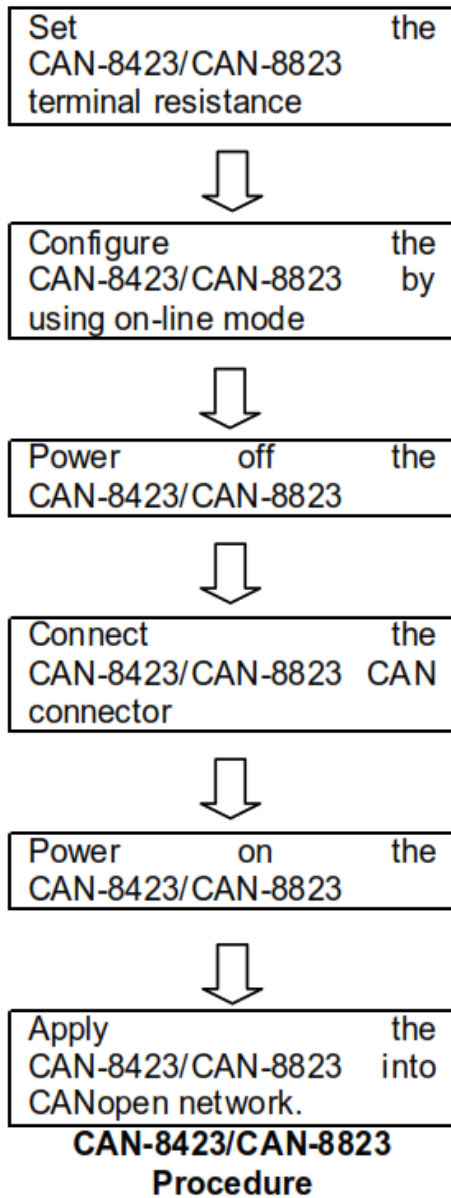 Set the
CAN-8423/CAN-8823
terminal resistance
Configure the
CAN-8423/CAN-8823 by
using on-line mode
Power off the
CAN-8423/CAN-8823
Connect the
CAN-8423/CAN-8823 CAN
connector
Power on the
CAN-8423/CAN-8823
Apply the
CAN-8423/CAN-8823 into
CANopen network.
CAN-8423/CAN-8823
Procedure